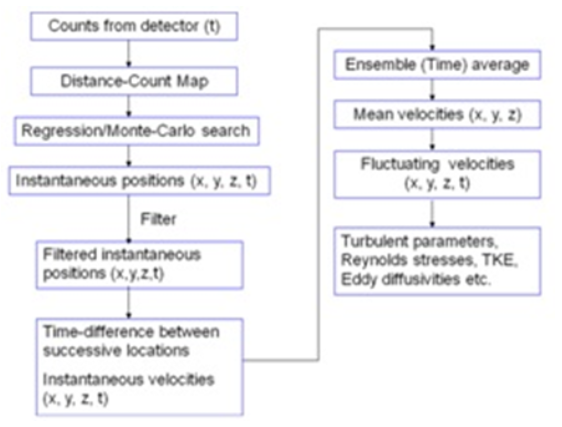 Counts from detector (t)
Distance-Count Map
Regression/Monte-Carlo search
Instantaneous positions (x, y, z, t)
Filter
Filtered instantaneous
positions (x,y,z,t)
Time-difference between
successive locations
Instantaneous velocities
(x, y, z, t)
Ensemble (Time) average
Mean velocities (x, y, z)
Fluctuating velocities
(x, y, z, t)
Turbulent parameters,
Reynolds stresses, TKE,
Eddy diffusivities etc.